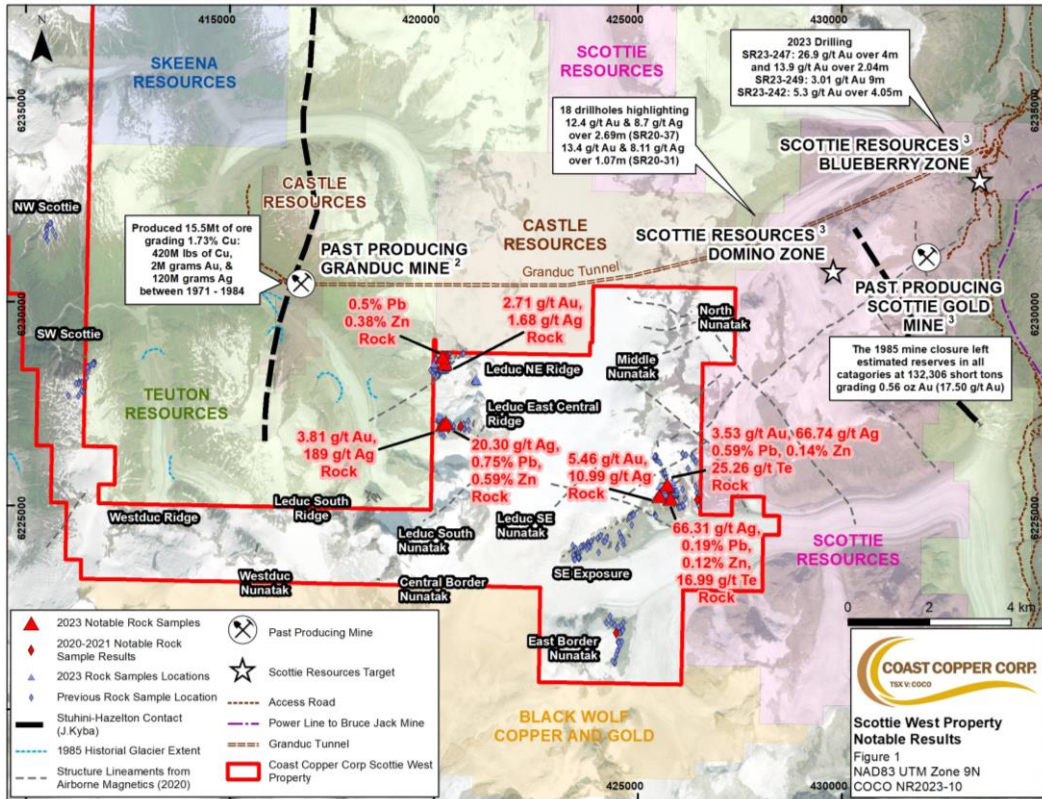 415000
420000
425000
430000
6235000
6235000
6230000
6230000
6225000
6225000
425000
430000
N
SKEENA
RESOURCES
SCOTTIE
RESOURCES
2023 Drilling
SR23-247: 26.9 g/t Au over 4m
and 13.9 g/t Au over 2.04m
SR23-249: 3.01 g/t Au 9m
SR23-242: 5.3 g/t Au over 4.05m
18 drillholes highlighting
12.4 g/t Au & 8.7 g/t Ag
over 2.69m (SR20-37)
13.4 g/t Au & 8.11 g/t Ag
over 1.07m (SR20-31)
SCOTTIE RESOURCES 3
BLUEBERRY ZONE
NW Scottie
CASTLE
RESOURCES
Produced 15.5Mt of ore
grading 1.73% Cu:
420M lbs of Cu,
2M grams Au, &
120M grams Ag
between 1971 - 1984
PAST PRODUCING
GRANDUC MINE 2
CASTLE
RESOURCES
Granduc Tunnel
SCOTTIE RESOURCES 3
DOMINO ZONE
PAST PRODUCING
SCOTTIE GOLD
MINE 3
The 1985 mine closure left
estimated reserves in all
catagories at 132,306 short tons
grading 0.56 oz Au (17.50 g/t Au)
0.5% Pb
0.38% Zn
Rock
2.71 g/t Au,
1.68 g/t Ag
Rock
North
Nunatak
Middle
Nunatak
SW Scottie
Leduc NE Ridge
TEUTON
RESOURCES
Leduc East Central
Ridge
3.81 g/t Au,
189 g/t Ag
Rock
20.30 g/t Ag,
0.75% Pb,
0.59% Zn
Rock
5.46 g/t Au,
10.99 g/t Ag
Rock
3.53 g/t Au, 66.74 g/t Ag
0.59% Pb, 0.14% Zn
25.26 g/t Te
Rock
Westduc Ridge
Leduc South
Ridge
Leduc South
Nunatak
Leduc SE
Nunatak
66.31 g/t Ag,
0.19% Pb,
0.12% Zn,
16.99 g/t Te
Rock
SCOTTIE
RESOURCES
SE Exposure
Westduc
Nunatak
Central Border
Nunatak
East Border
Nunatak
BLACK WOLF
COPPER AND GOLD
0 2 4 km
2023 Notable Rock Samples
2020-2021 Notable Rock
Sample Results
2023 Rock Samples Locations
Previous Rock Sample Location
Stuhini-Hazelton Contact
(J.Kyba)
1985 Historical Glacier Extent
Structure Lineaments from
Airborne Magnetics (2020)
Past Producing Mine
Scottie Resources Target
Access Road
Power Line to Bruce Jack Mine
Granduc Tunnel
Coast Copper Corp Scottie West
Property
COAST COPPER CORP.
TSX V: COCO
Scottie West Property
Notable Results
Figure 1
NAD83 UTM Zone 9N
COCO NR2023-10